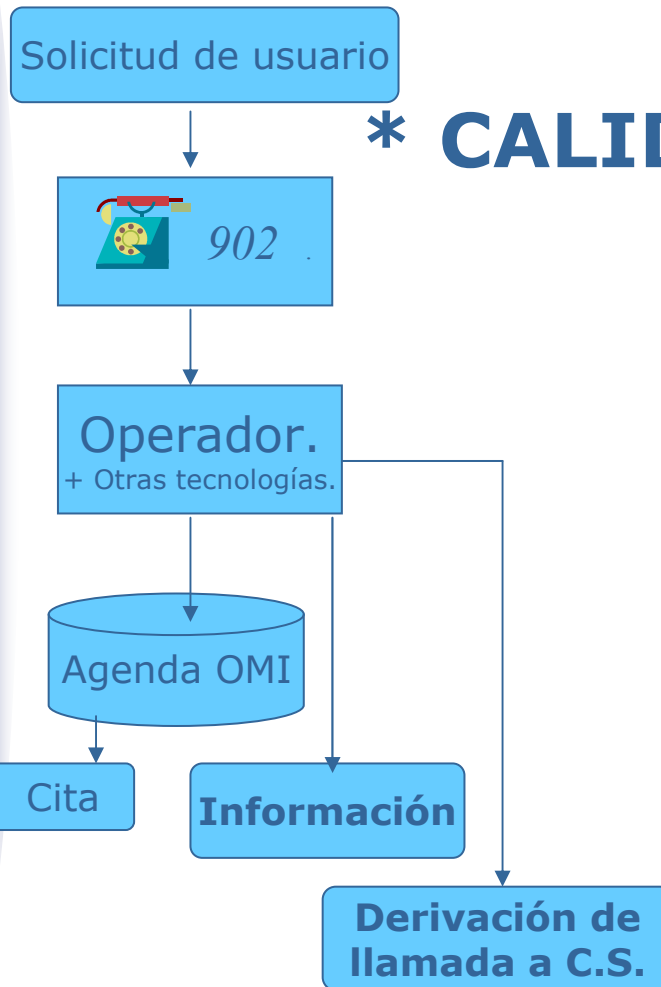 Solicitud de usuario
* CALID
902 .
Operador.
+ Otras tecnologías.
Agenda OMI
Cita
Información
Derivación de
llamada a C.S.